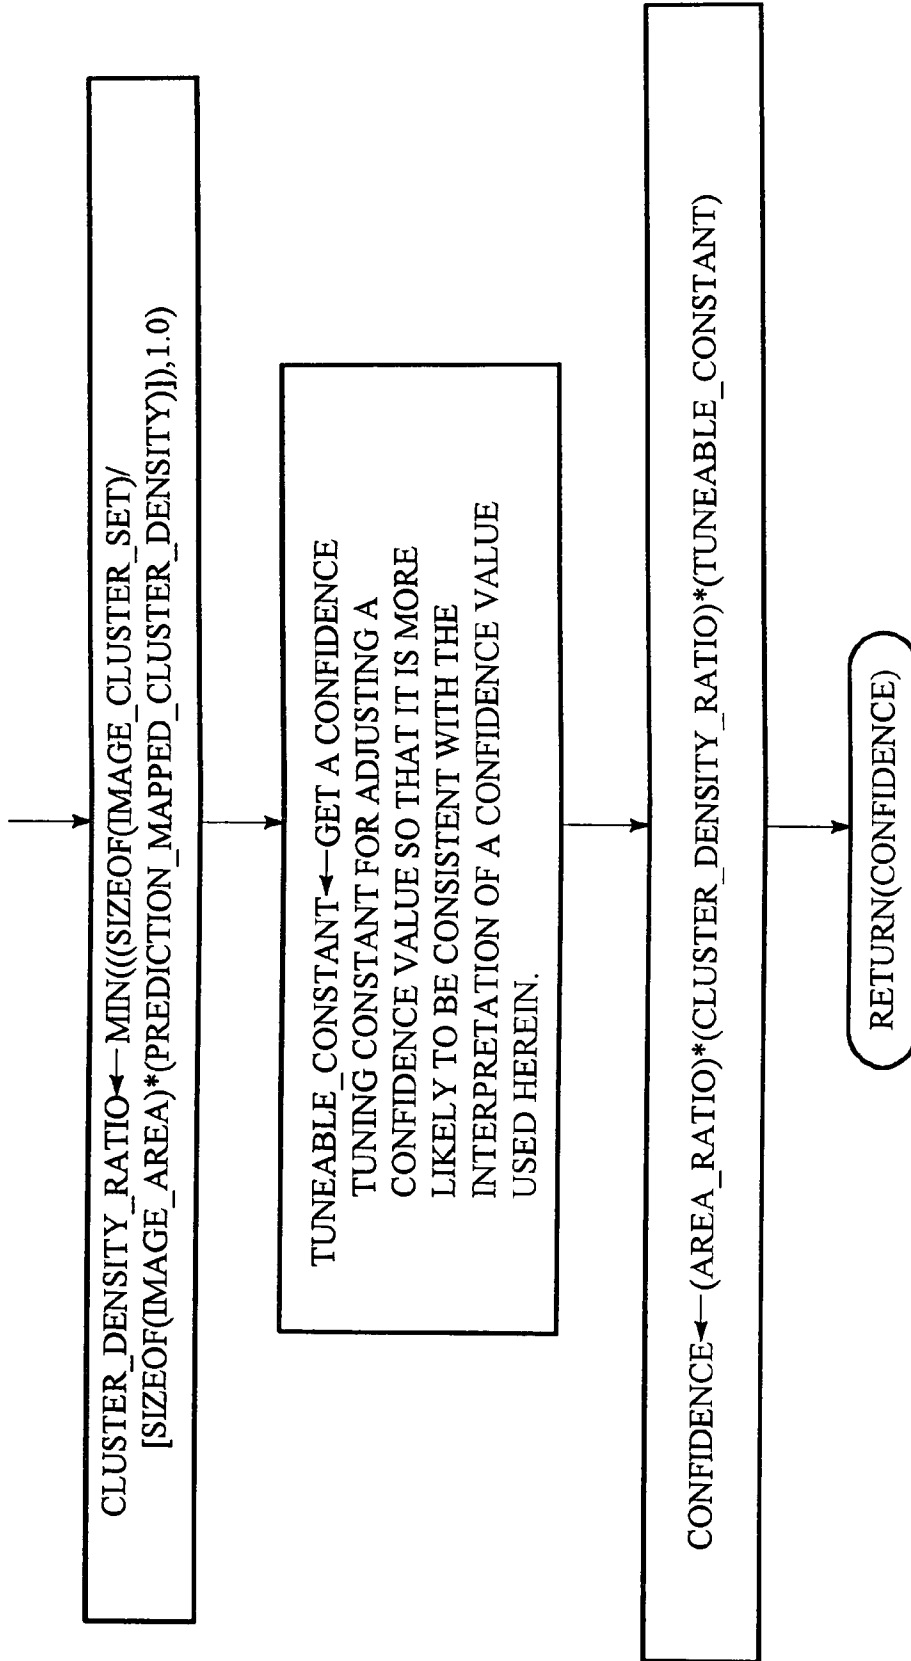 CLUSTER_DENSITY_RATIO←MIN(((SIZEOF(IMAGE_CLUSTER_SET)/
[SIZEOF(IMAGE_AREA)*(PREDICTION_MAPPED_CLUSTER_DENSITY)]),1.0)
TUNEABLE_CONSTANT←GET A CONFIDENCE
TUNING CONSTANT FOR ADJUSTING A
CONFIDENCE VALUE SO THAT IT IS MORE
LIKELY TO BE CONSISTENT WITH THE
INTERPRETATION OF A CONFIDENCE VALUE
USED HEREIN.
CONFIDENCE←(AREA_RATIO)*(CLUSTER_DENSITY_RATIO)*(TUNEABLE_CONSTANT)
RETURN(CONFIDENCE)